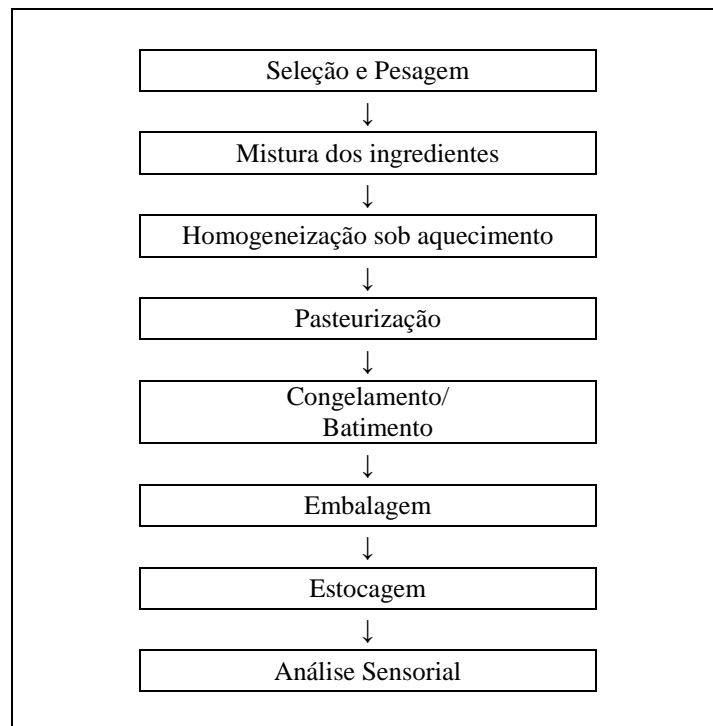 Seleção e Pesagem
↓
Mistura dos ingredientes
↓
Homogeneização sob aquecimento
↓
Pasteurização
↓
Congelamento/
Batimento
↓
Embalagem
↓
Estocagem
↓
Análise Sensorial